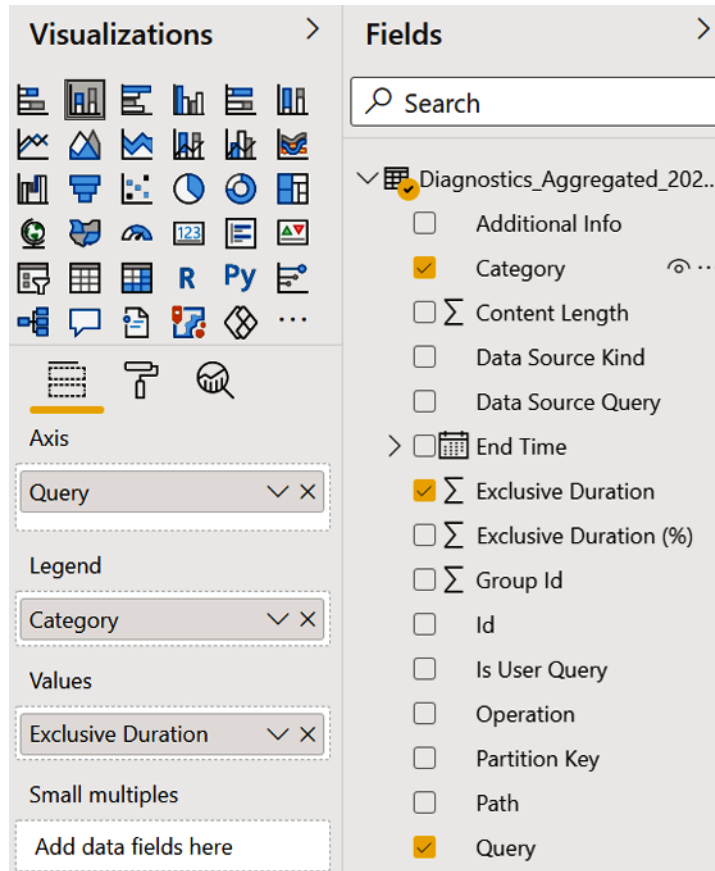 Visualizations
123
R
Py
Axis
Query
Legend
Category
Values
Exclusive Duration
Small multiples
Add data fields here
Fields
Search
Diagnostics_Aggregated_202...
Additional Info
Category
Σ Content Length
Data Source Kind
Data Source Query
End Time
Σ Exclusive Duration
Σ Exclusive Duration (%)
Σ Group Id
Id
Is User Query
Operation
Partition Key
Path
Query